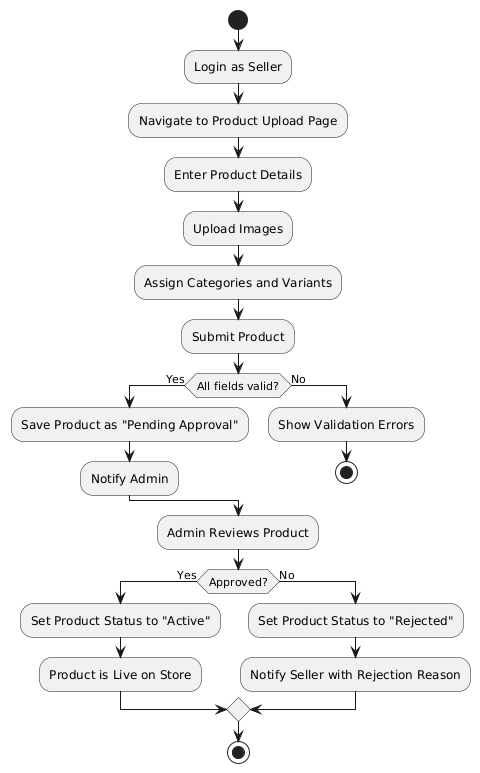 Login as Seller
Navigate to Product Upload Page
Enter Product Details
Upload Images
Assign Categories and Variants
Submit Product
Yes
All fields valid?
No
Save Product as "Pending Approval"
Show Validation Errors
Notify Admin
Admin Reviews Product
Yes
Approved?
No
Set Product Status to "Active"
Set Product Status to "Rejected"
Product is Live on Store
Notify Seller with Rejection Reason